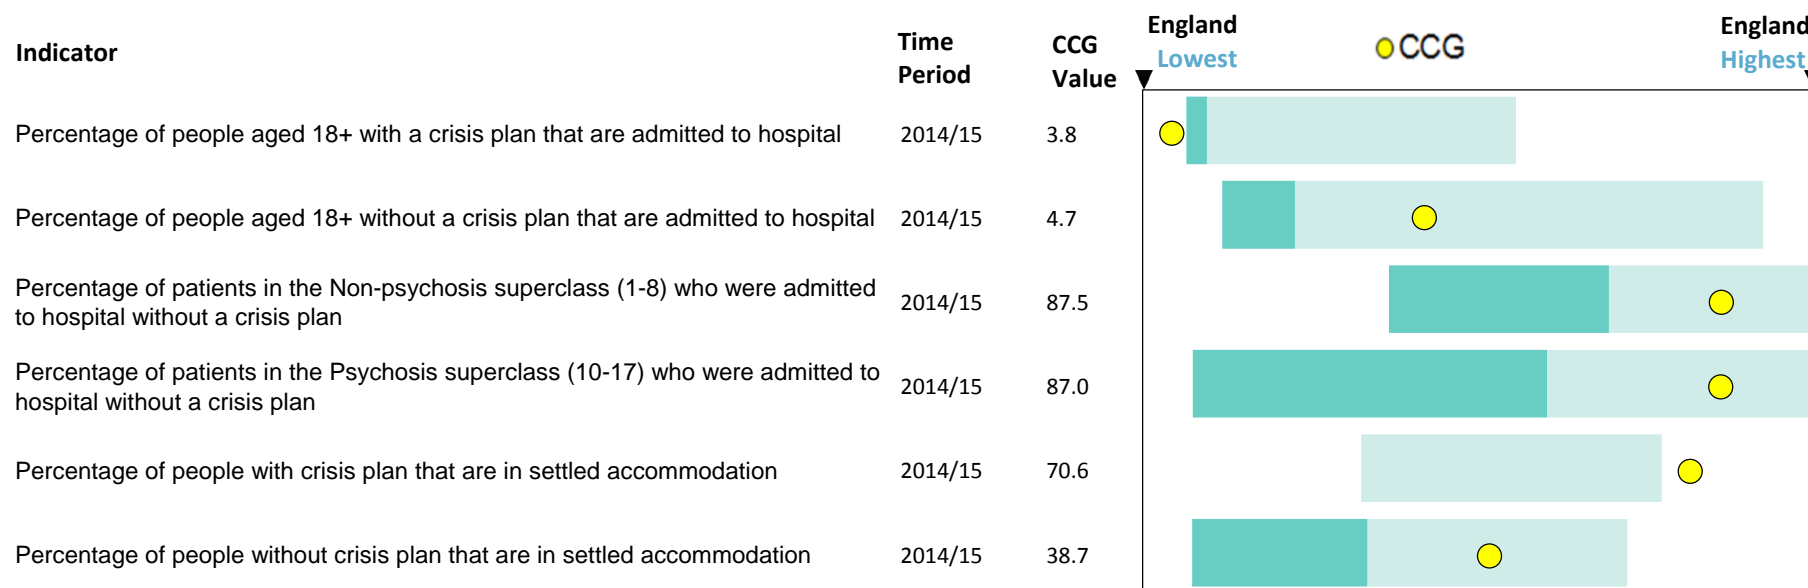 Indicator
Time Period
CCG Value
England Lowest
CCG
England Highest
Percentage of people aged 18+ with a crisis plan that are admitted to hospital 2014/15 3.8
Percentage of people aged 18+ without a crisis plan that are admitted to hospital 2014/15 4.7
Percentage of patients in the Non-psychosis superclass (1-8) who were admitted
to hospital without a crisis plan
2014/15 87.5
Percentage of patients in the Psychosis superclass (10-17) who were admitted to
hospital without a crisis plan
2014/15 87.0
Percentage of people with crisis plan that are in settled accommodation 2014/15 70.6
Percentage of people without crisis plan that are in settled accommodation 2014/15 38.7